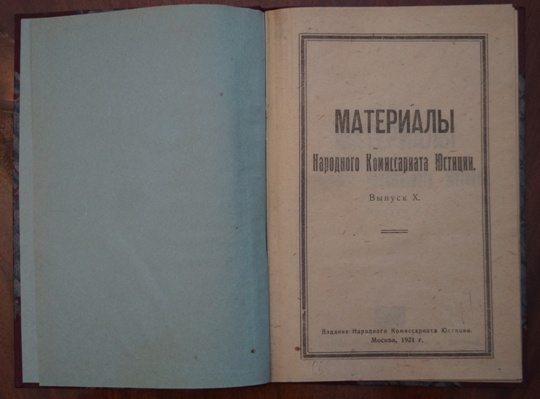 МАТЕРИАЛЫ
Народного Комиссариата Юстиции.
Выпуск X.
Издание Народного Комиссариата Юстиции.
Москва, 1921 г.